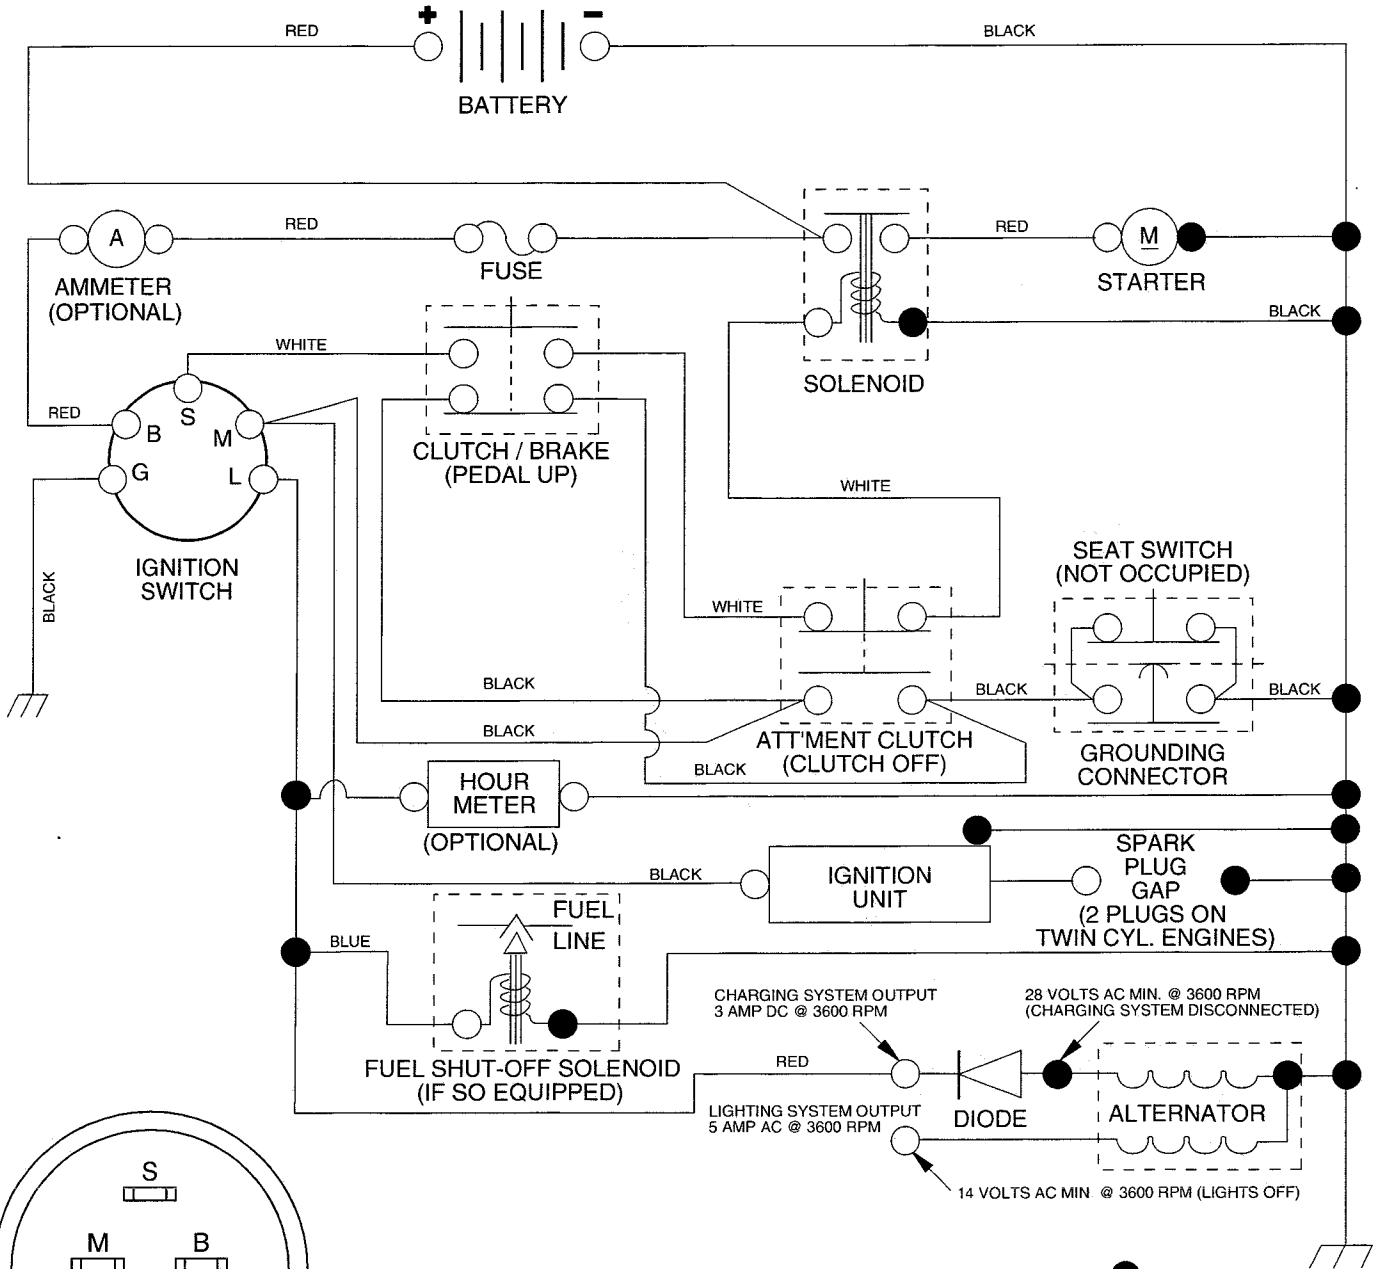 +
−
RED
BLACK
BATTERY
RED
RED
A
M
FUSE
AMMETER
(OPTIONAL)
STARTER
BLACK
WHITE
SOLENOID
RED
S
B
M
G
L
CLUTCH / BRAKE
(PEDAL UP)
WHITE
IGNITION
SWITCH
BLACK
SEAT SWITCH
(NOT OCCUPIED)
WHITE
BLACK
BLACK
BLACK
BLACK
ATT'MENT CLUTCH
(CLUTCH OFF)
BLACK
GROUNDING
CONNECTOR
HOUR
METER
(OPTIONAL)
BLACK
IGNITION
UNIT
SPARK
PLUG
GAP
(2 PLUGS ON
TWIN CYL. ENGINES)
FUEL
LINE
BLUE
CHARGING SYSTEM OUTPUT
3 AMP DC @ 3600 RPM
28 VOLTS AC MIN. @ 3600 RPM
(CHARGING SYSTEM DISCONNECTED)
FUEL SHUT-OFF SOLENOID
(IF SO EQUIPPED)
RED
LIGHTING SYSTEM OUTPUT
5 AMP AC @ 3600 RPM
DIODE
ALTERNATOR
14 VOLTS AC MIN. @ 3600 RPM (LIGHTS OFF)
S
M
B